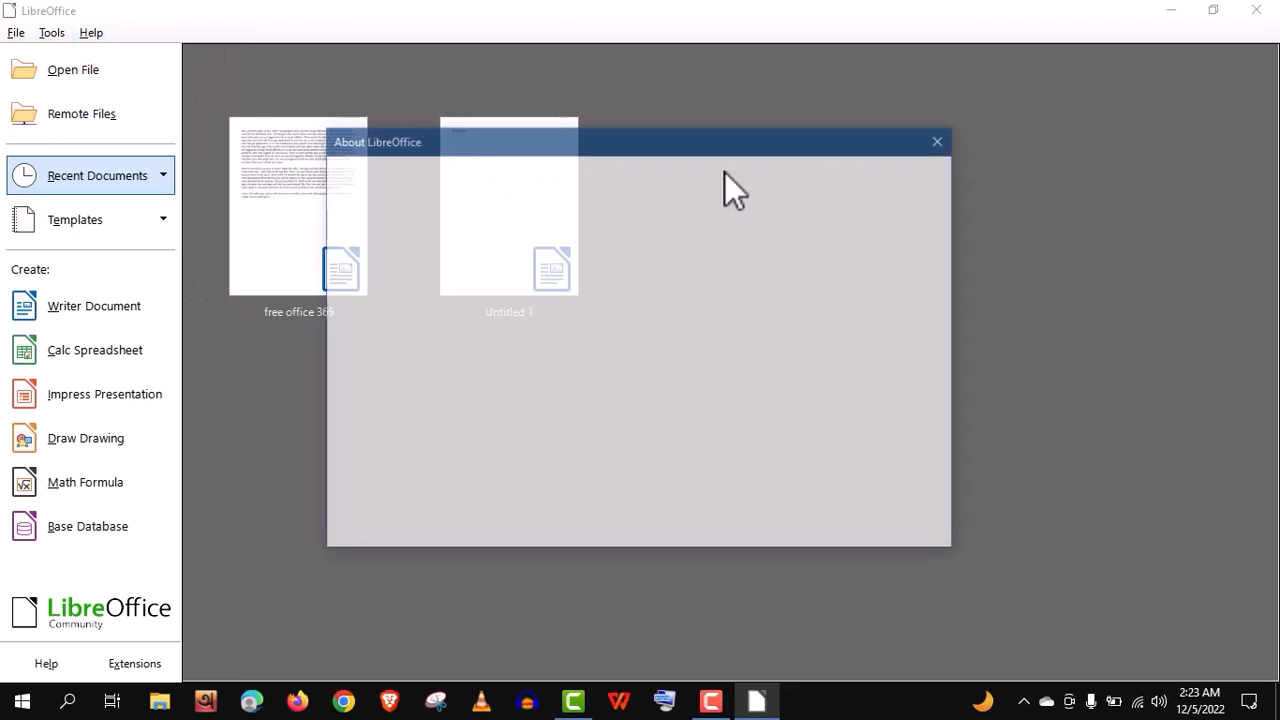 LibreOffice
File Tools Help
Open File
Remote Files
Recent Documents
Templates
Create:
Writer Document
Calc Spreadsheet
Impress Presentation
Draw Drawing
Math Formula
Base Database
LibreOffice
Community
Help Extensions
About LibreOffice
free office 365
Untitled 1
2:23 AM
12/5/2022